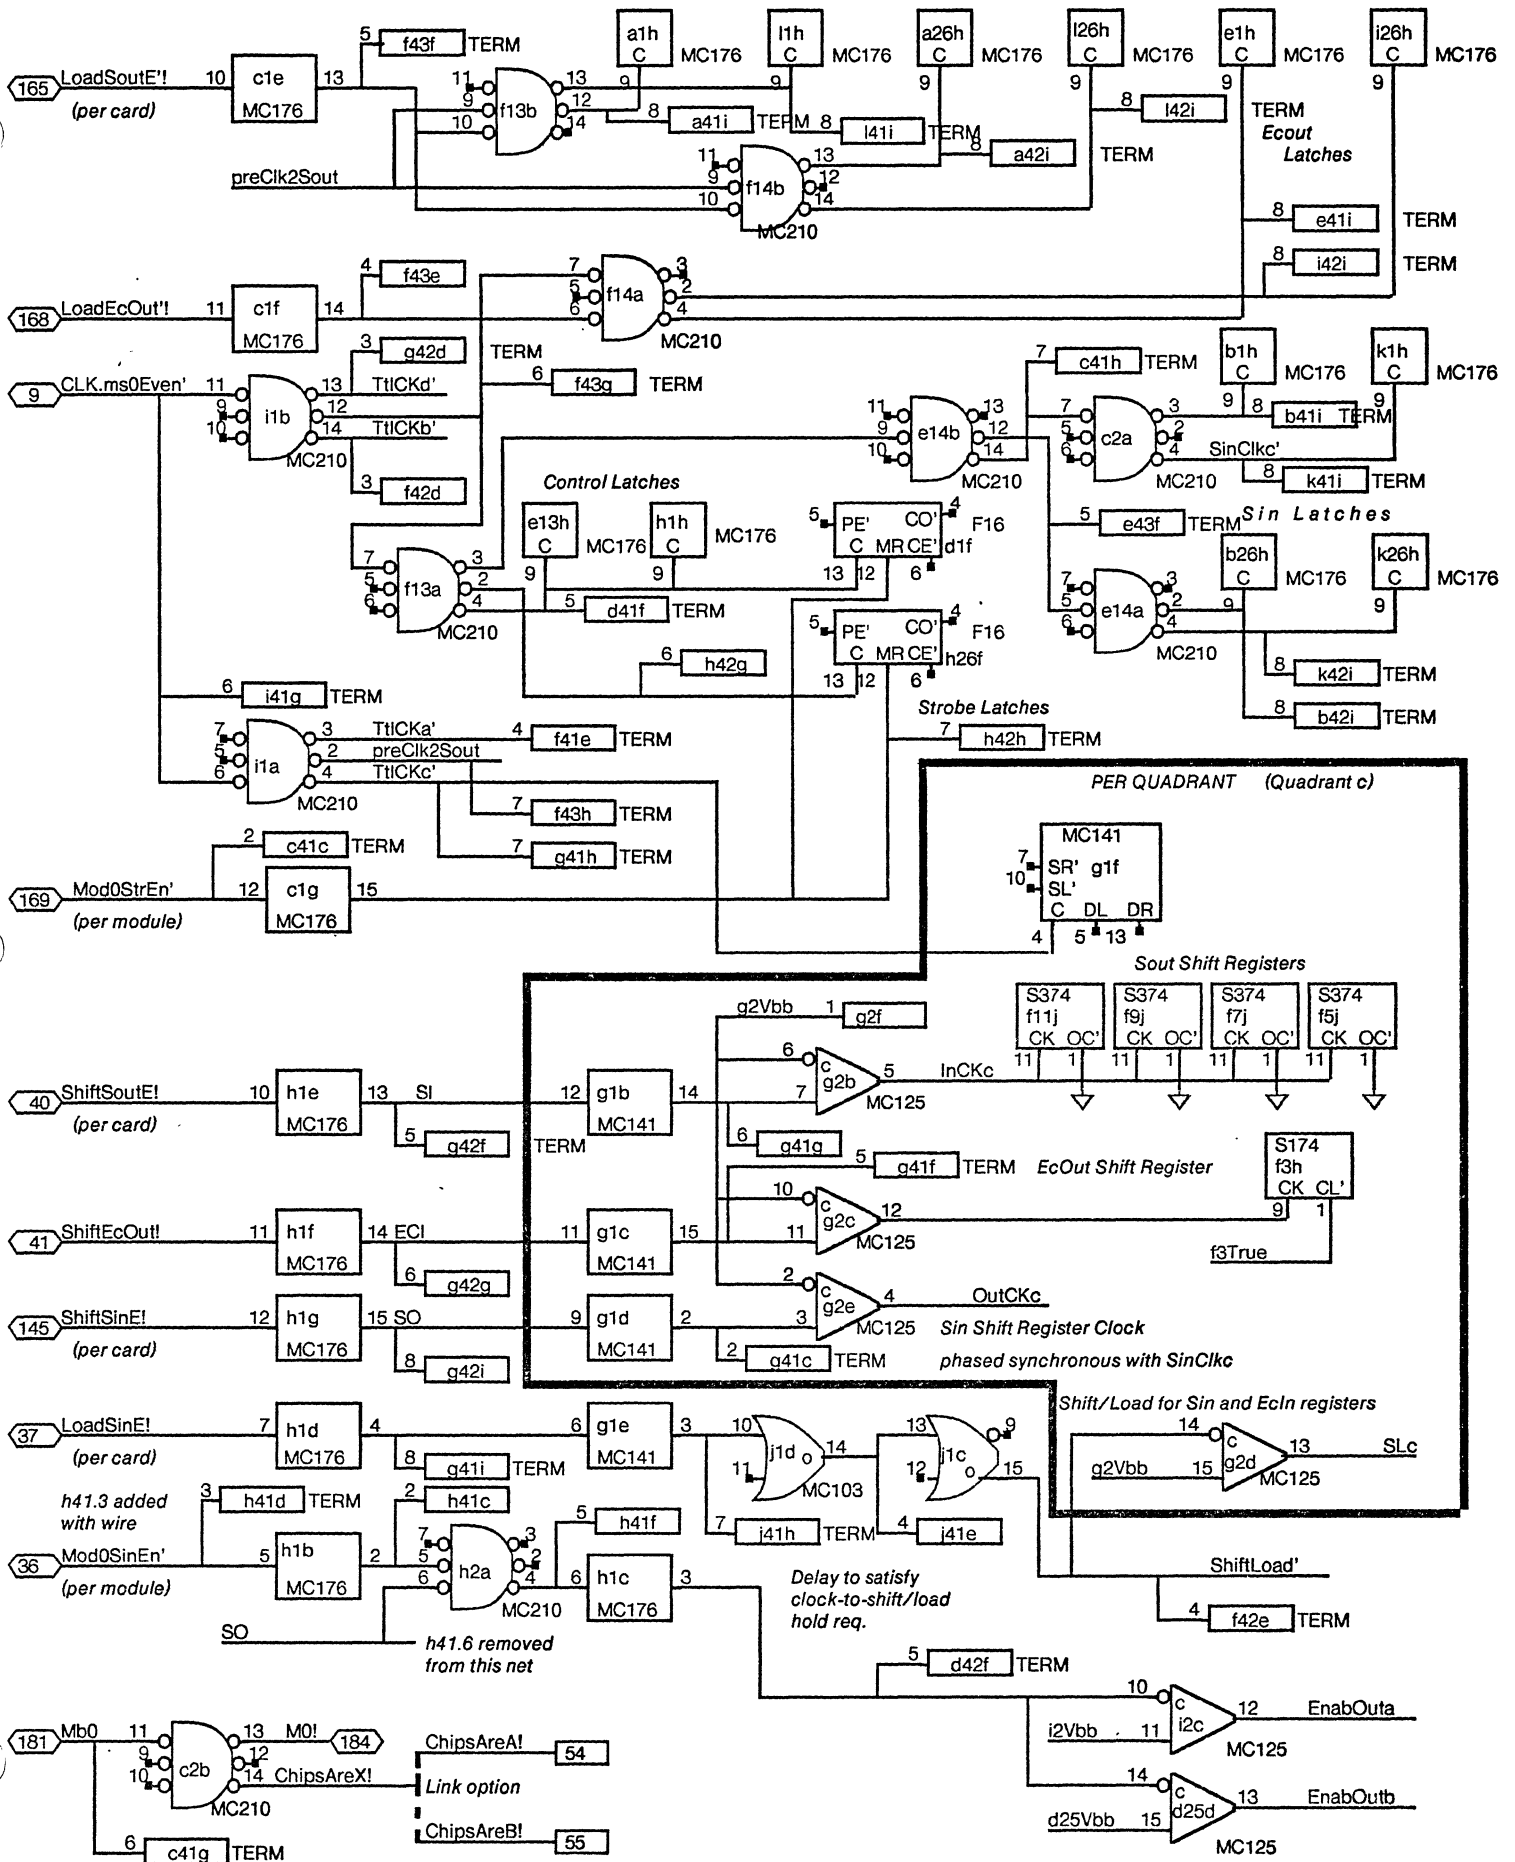 a1h C 9 MC176
l1h C 9 MC176
a26h C 9 MC176
l26h C 9 MC176
e1h C 9 MC176
i26h C 9 MC176
165 LoadSoutE'! 10 c1e MC176 13
(per card)
5 f43f TERM
11 9 10 f13b 13 12 14
8 a41i TERM
8 l41i TERM
8 a42i TERM
8 l42i TERM
Ecout
Latches
preClk2Sout
11 9 10 f14b 13 12 14
MC210
8 e41i TERM
8 i42i TERM
4 f43e
168 LoadEcOut'! 11 c1f MC176 14
7 5 6 f14a 3 2 4
MC210
3 g42d TERM
6 f43g TERM
9 CLK.ms0Even' 11 9 10 i1b 13 12 14
TtlCKd'
TtlCKb'
MC210
3 f42d
7 c41h TERM
b1h C 9 MC176
k1h C 9 MC176
11 9 10 e14b 13 12 14
MC210
7 5 6 c2a 3 2 4
MC210
8 b41i TERM
SinClkc'
8 k41i
Control Latches
e13h C 9 MC176
h1h C 9 MC176
5 PE' CO' 4 F16
C MR CE' d1f
13 12 6
5 e43f TERM
Sin Latches
b26h C 9 MC176
k26h C 9 MC176
7 5 6 f13a 3 2 4
MC210
5 d41f TERM
5 PE' CO' 4 F16
C MR CE' h26f
13 12 6
7 5 6 e14a 3 2 4
MC210
6 h42g
8 k42i TERM
8 b42i TERM
6 i41g TERM
Strobe Latches
7 h42h TERM
7 5 6 i1a 3 2 4
TtlCKa' 4 f41e TERM
preClk2Sout
TtlCKc'
MC210
7 f43h TERM
7 g41h TERM
PER QUADRANT (Quadrant c)
MC141
7 SR' g1f
10 SL'
C DL DR
4 5 13
2 c41c TERM
169 Mod0StrEn' 12 c1g MC176 15
(per module)
Sout Shift Registers
S374 f11j CK OC' 11 1
S374 f9j CK OC' 11 1
S374 f7j CK OC' 11 1
S374 f5j CK OC' 11 1
g2Vbb 1 g2f
6 7 c g2b 5 InCKc
MC125
40 ShiftSoutE! 10 h1e MC176 13 SI
(per card)
5 g42f TERM
12 g1b MC141 14
6 g41g
5 g41f TERM
EcOut Shift Register
S174 f3h CK CL' 9 1
f3True
10 11 c g2c 12
MC125
41 ShiftEcOut! 11 h1f MC176 14 ECI
6 g42g
11 g1c MC141 15
2 3 c g2e 4 OutCKc
MC125
Sin Shift Register Clock
phased synchronous with SinClkc
145 ShiftSinE! 12 h1g MC176 15 SO
(per card)
8 g42i
9 g1d MC141 2
2 g41c TERM
Shift/Load for Sin and EcIn registers
37 LoadSinE! 7 h1d MC176 4
(per card)
8 g41i TERM
6 g1e MC141 3
10 11 j1d o 14
MC103
13 12 j1c o 9 15
14 15 c g2d 13 SLc
g2Vbb
MC125
7 j41h TERM
4 j41e
h41.3 added
with wire
3 h41d TERM
2 h41c
5 h41f
36 Mod0SinEn' 5 h1b MC176 2
(per module)
7 5 6 h2a 3 2 4
MC210
6 h1c MC176 3
SO
h41.6 removed
from this net
Delay to satisfy
clock-to-shift/load
hold req.
ShiftLoad'
4 f42e TERM
5 d42f TERM
10 11 c i2c 12 EnabOuta
i2Vbb
MC125
14 15 c d25d 13 EnabOutb
d25Vbb
MC125
181 Mb0 11 9 10 c2b 13 12 14
M0! 184
ChipsAreX!
MC210
ChipsAreA! 54
Link option
ChipsAreB! 55
6 c41g TERM